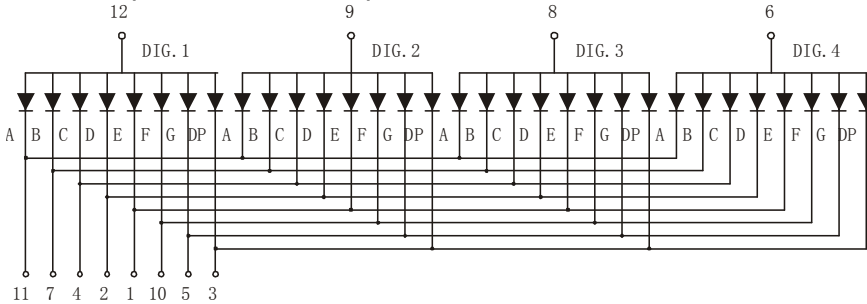 12 9 8 6
DIG.1 DIG.2 DIG.3 DIG.4
A B C D E F G DP A B C D E F G DP A B C D E F G DP A B C D E F G DP
11 7 4 2 1 10 5 3